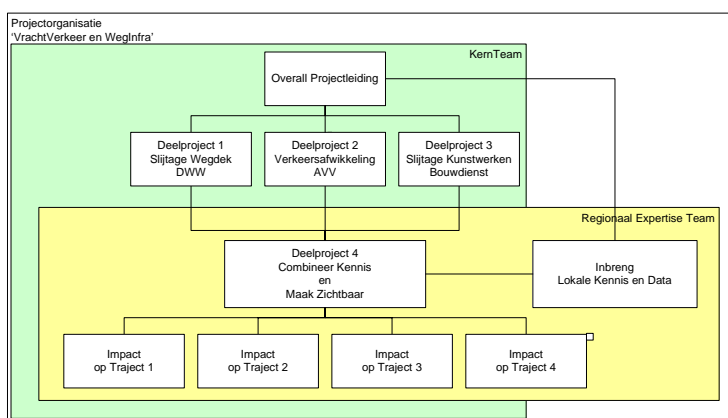 Projectorganisatie
'VrachtVerkeer en WegInfra'
KernTeam
Overall Projectleiding
Deelproject 1
Slijtage Wegdek
DWW
Deelproject 2
Verkeersafwikkeling
AVV
Deelproject 3
Slijtage Kunstwerken
Bouwdienst
Regionaal Expertise Team
Deelproject 4
Combineer Kennis
en
Maak Zichtbaar
Inbreng
Lokale Kennis en Data
Impact
op Traject 1
Impact
op Traject 2
Impact
op Traject 3
Impact
op Traject 4